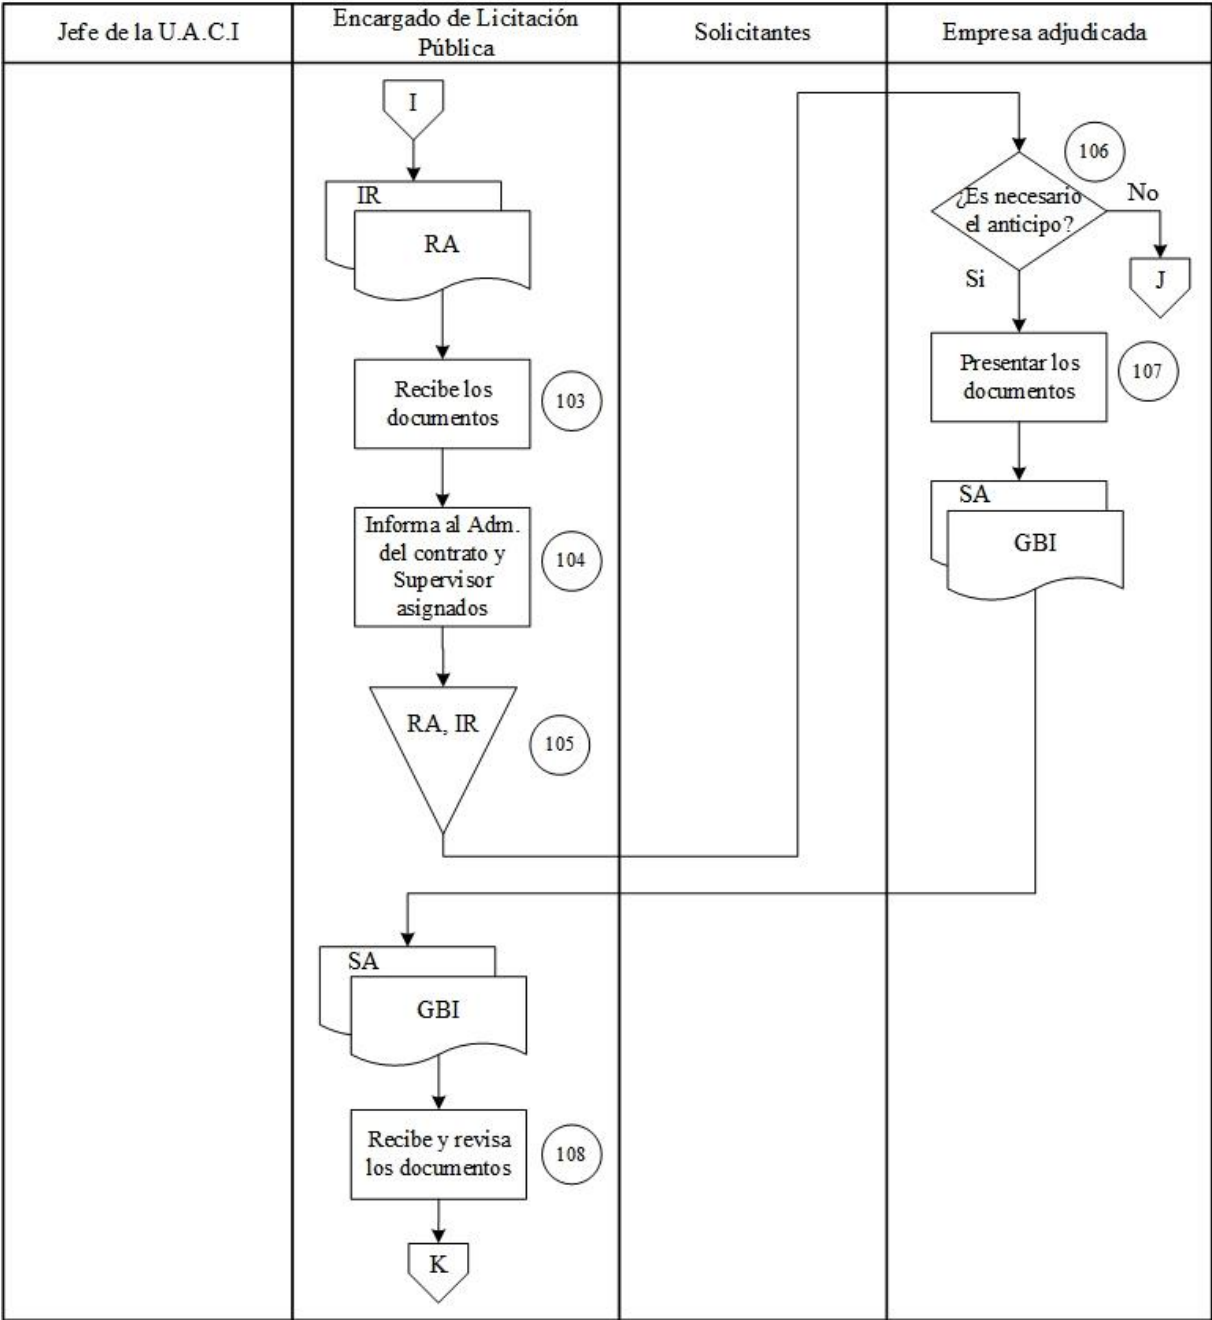 Jefe de la U.A.C.I
Encargado de Licitación
Pública
Solicitantes
Empresa adjudicada
I
IR
RA
Recibe los
documentos
103
Informa al Adm.
del contrato y
Supervisor
asignados
104
RA, IR
105
106
¿Es necesario
el anticipo?
No
J
Si
Presentar los
documentos
107
SA
GBI
SA
GBI
Recibe y revisa
los documentos
108
K